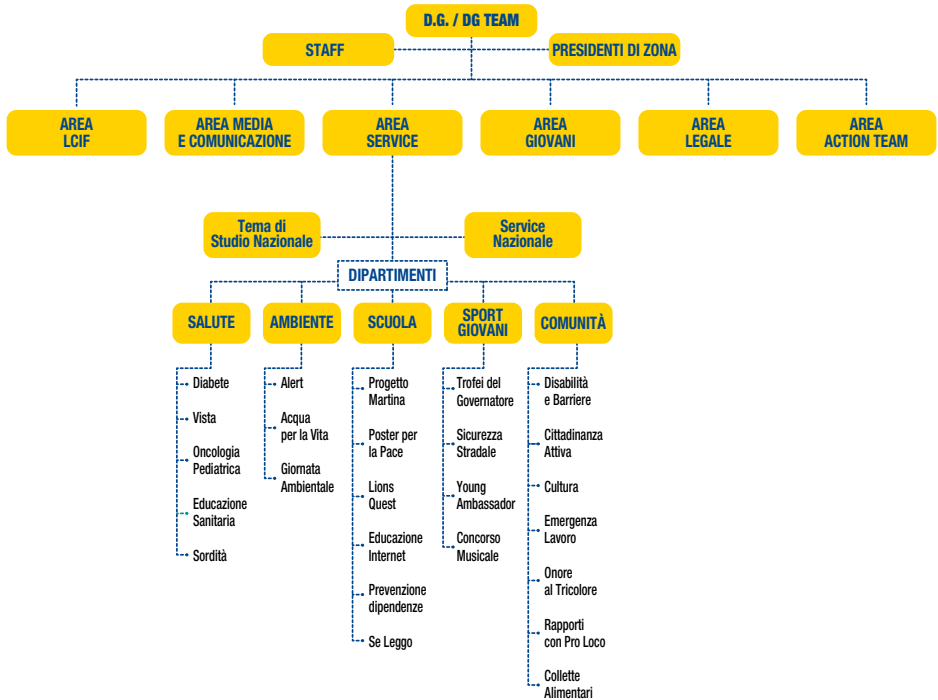 D.G. / DG TEAM
STAFF
PRESIDENTI DI ZONA
AREA
LCIF
AREA MEDIA
E COMUNICAZIONE
AREA
SERVICE
AREA
GIOVANI
AREA
LEGALE
AREA
ACTION TEAM
Tema di
Studio Nazionale
Service
Nazionale
DIPARTIMENTI
SALUTE
Diabete
Vista
Oncologia
Pediatrica
Educazione
Sanitaria
Sordità
AMBIENTE
Alert
Acqua
per la Vita
Giornata
Ambientale
SCUOLA
Progetto
Martina
Poster per
la Pace
Lions
Quest
Educazione
Internet
Prevenzione
dipendenze
Se Leggo
SPORT
GIOVANI
Trofei del
Governatore
Sicurezza
Stradale
Young
Ambassador
Concorso
Musicale
COMUNITÀ
Disabilità
e Barriere
Cittadinanza
Attiva
Cultura
Emergenza
Lavoro
Onore
al Tricolore
Rapporti
con Pro Loco
Collette
Alimentari